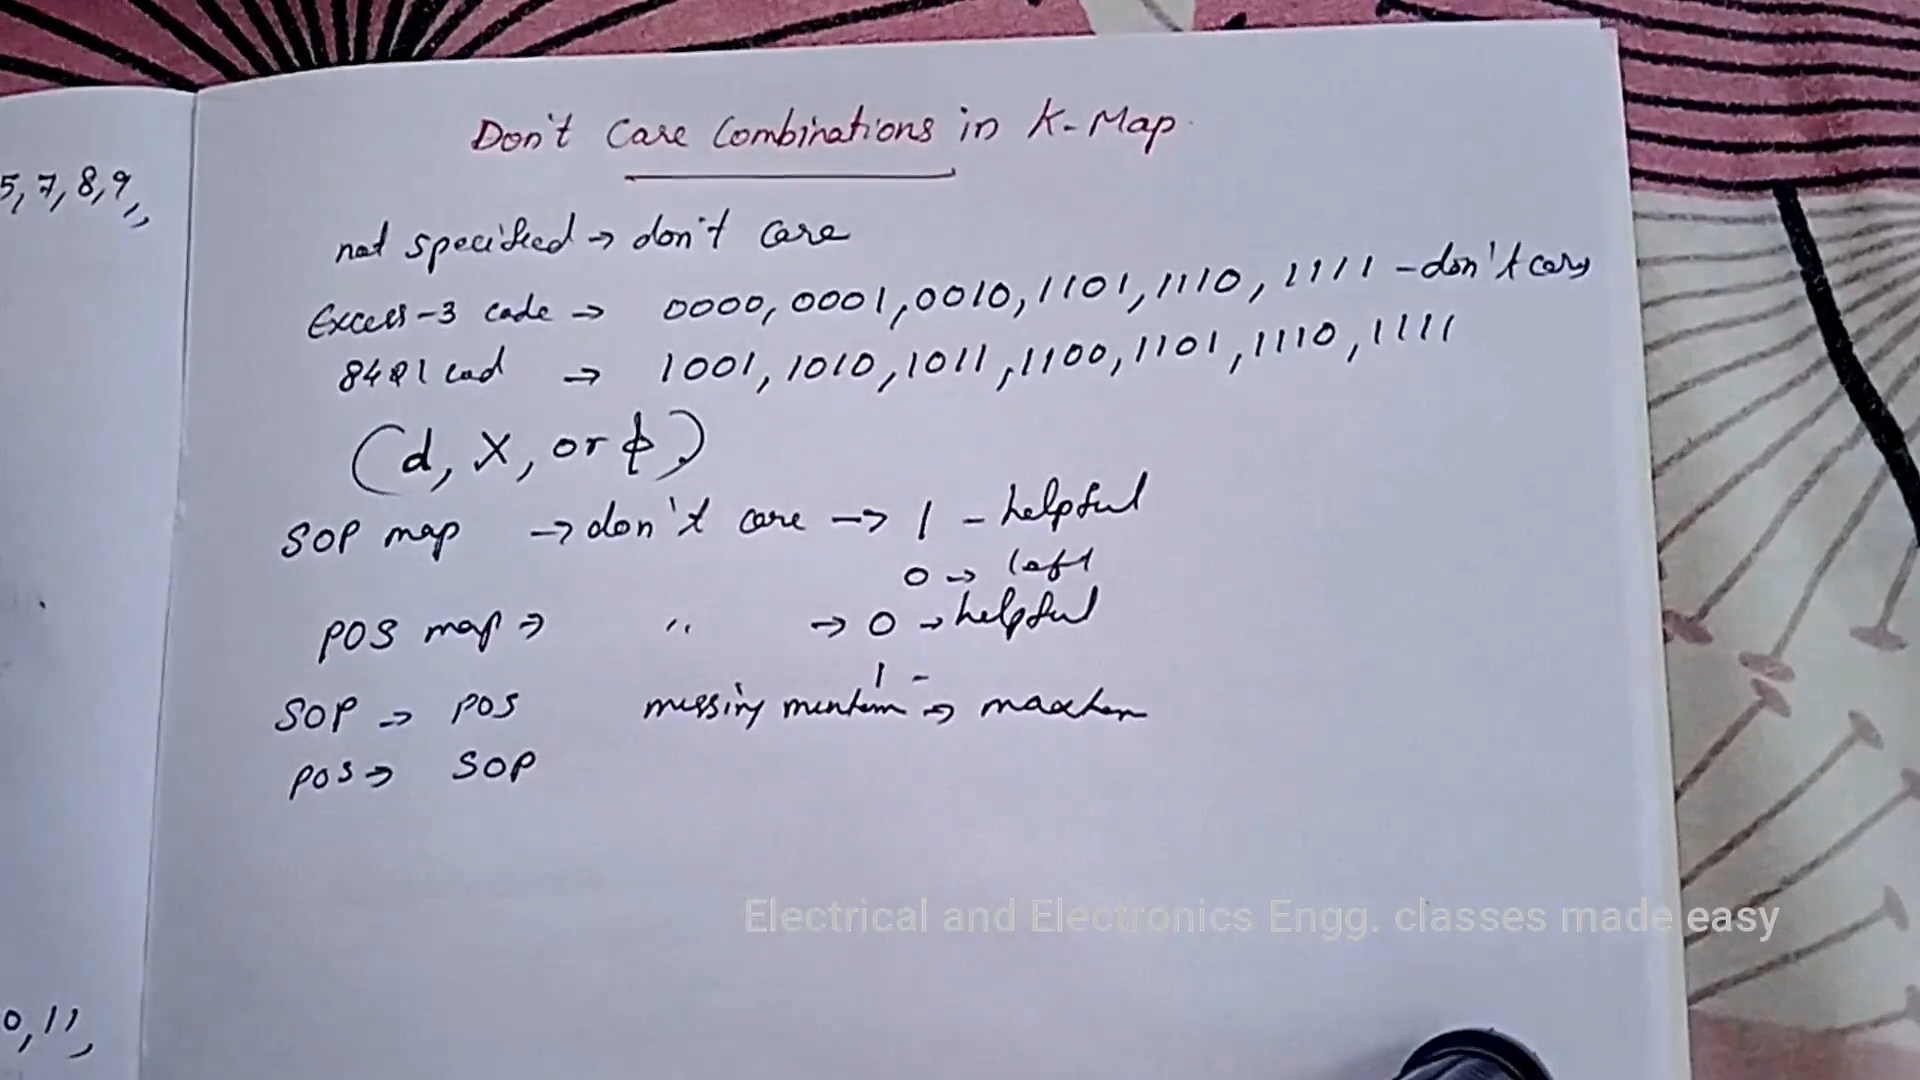 5, 7, 8, 9,,
0, 11,
Don't Care Combinations in K-Map
not specified → don't care
Excess-3 code → 0000, 0001, 0010, 1101, 1110, 1111 - don't care
8421 cod → 1001, 1010, 1011, 1100, 1101, 1110, 1111
(d, X, or ϕ)
SOP map → don't care → 1 - helpful
0 → left
POS map → " → 0 → helpful
1 -
SOP → POS missing minterm → maxterm
POS → SOP
Electrical and Electronics Engg. classes made easy